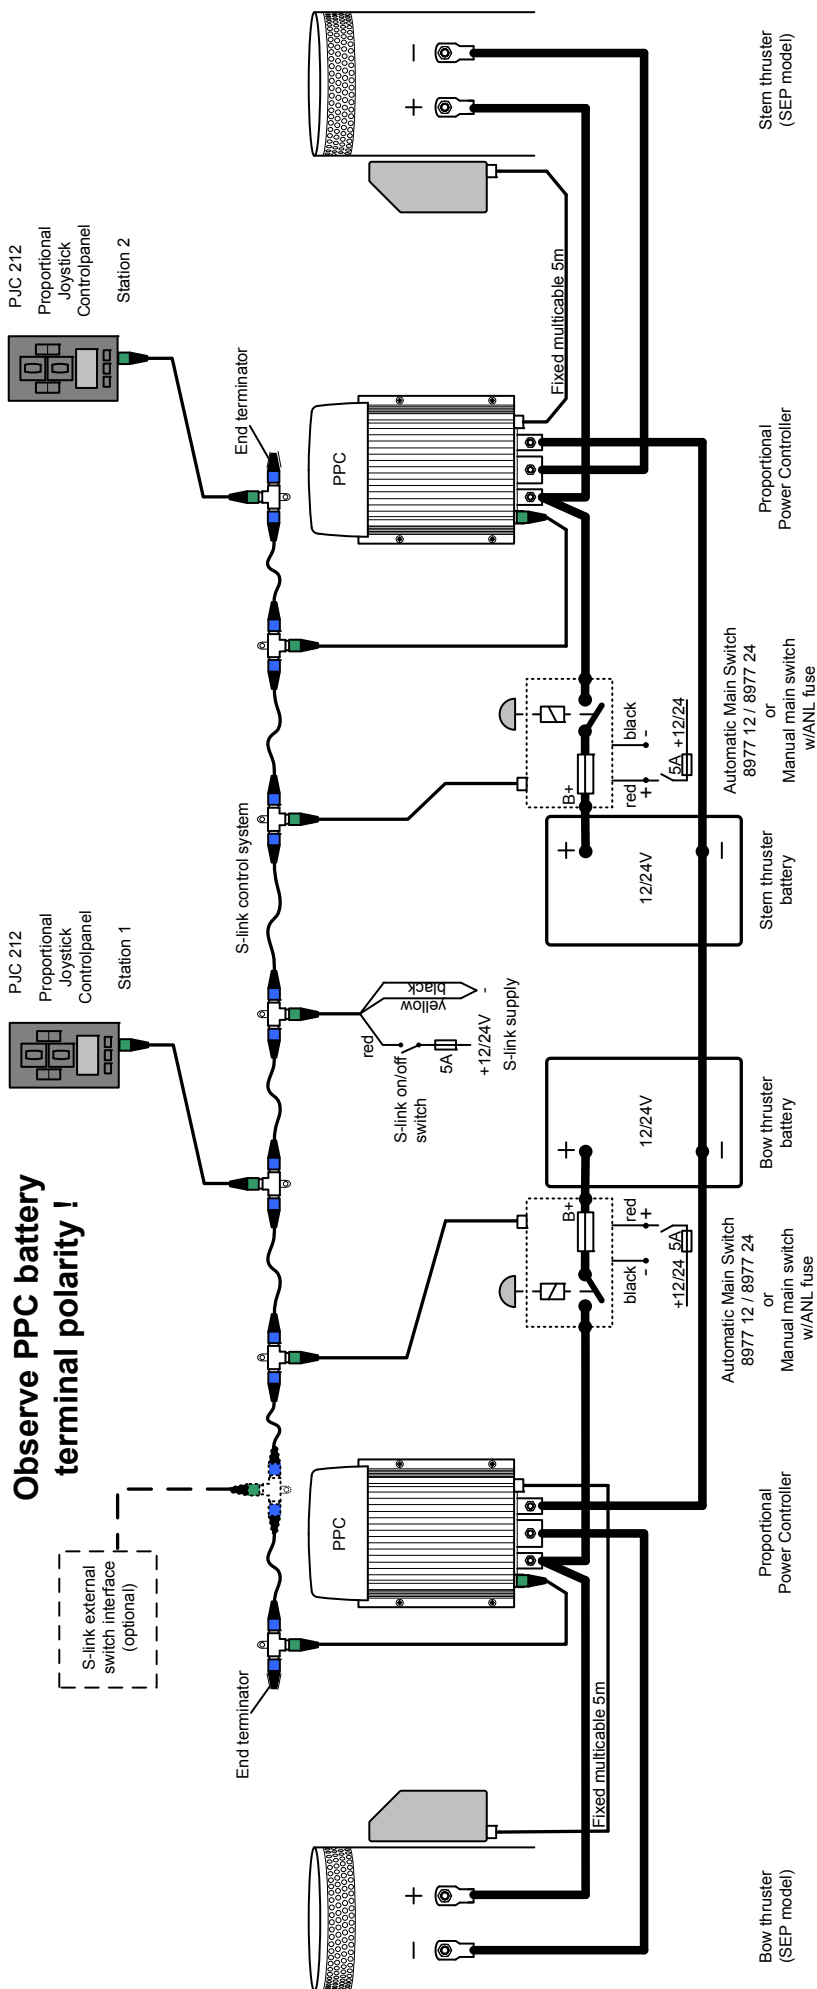 Observe PPC battery
terminal polarity !
PJC 212
Proportional
Joystick
Controlpanel
Station 1
PJC 212
Proportional
Joystick
Controlpanel
Station 2
S-link external
switch interface
(optional)
End terminator
S-link control system
End terminator
PPC
PPC
red
yellow
black
S-link on/off
switch
5A
-
+12/24V
S-link supply
+
-
- +
Fixed multicable 5m
Fixed multicable 5m
B+
black
red
- +
5A
+12/24
+
12/24V
-
+
12/24V
-
B+
red
black
+ -
5A
+12/24
Bow thruster
(SEP model)
Proportional
Power Controller
Automatic Main Switch
8977 12 / 8977 24
or
Manual main switch
w/ANL fuse
Bow thruster
battery
Stern thruster
battery
Automatic Main Switch
8977 12 / 8977 24
or
Manual main switch
w/ANL fuse
Proportional
Power Controller
Stern thruster
(SEP model)